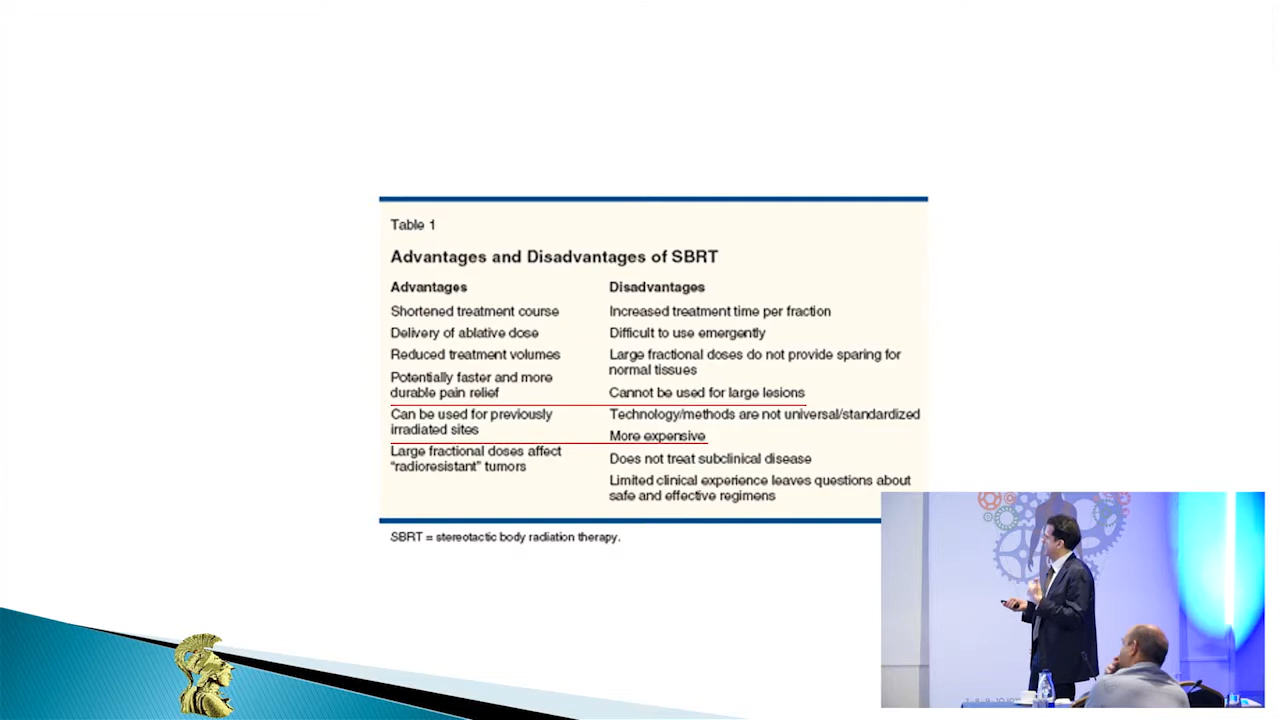 Table 1
Advantages and Disadvantages of SBRT
Advantages
Shortened treatment course
Delivery of ablative dose
Reduced treatment volumes
Potentially faster and more
durable pain relief
Can be used for previously
irradiated sites
Large fractional doses affect
“radioresistant” tumors
Disadvantages
Increased treatment time per fraction
Difficult to use emergently
Large fractional doses do not provide sparing for
normal tissues
Cannot be used for large lesions
Technology/methods are not universal/standardized
More expensive
Does not treat subclinical disease
Limited clinical experience leaves questions about
safe and effective regimens
SBRT = stereotactic body radiation therapy.